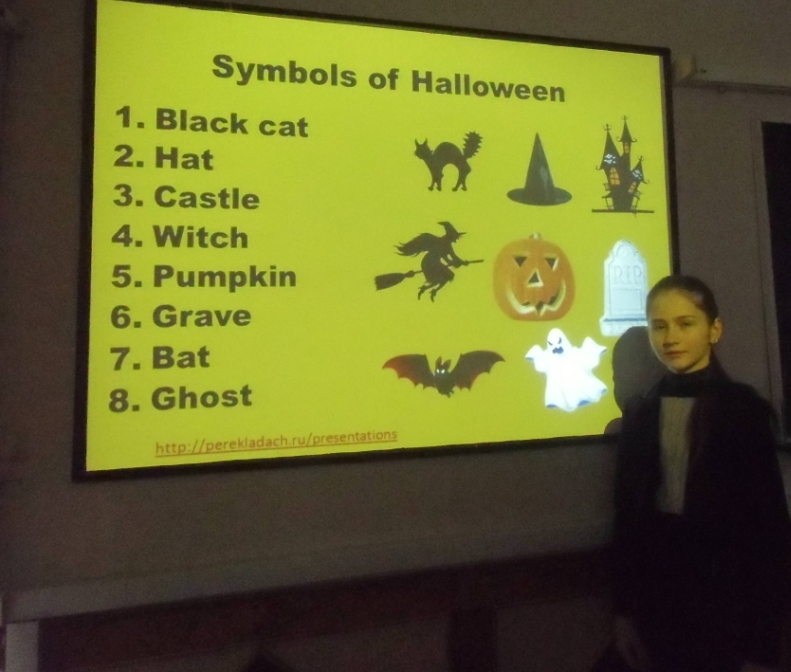 Symbols of Halloween
1. Black cat
2. Hat
3. Castle
4. Witch
5. Pumpkin
6. Grave
7. Bat
8. Ghost
RIP
http://perekladach.ru/presentations